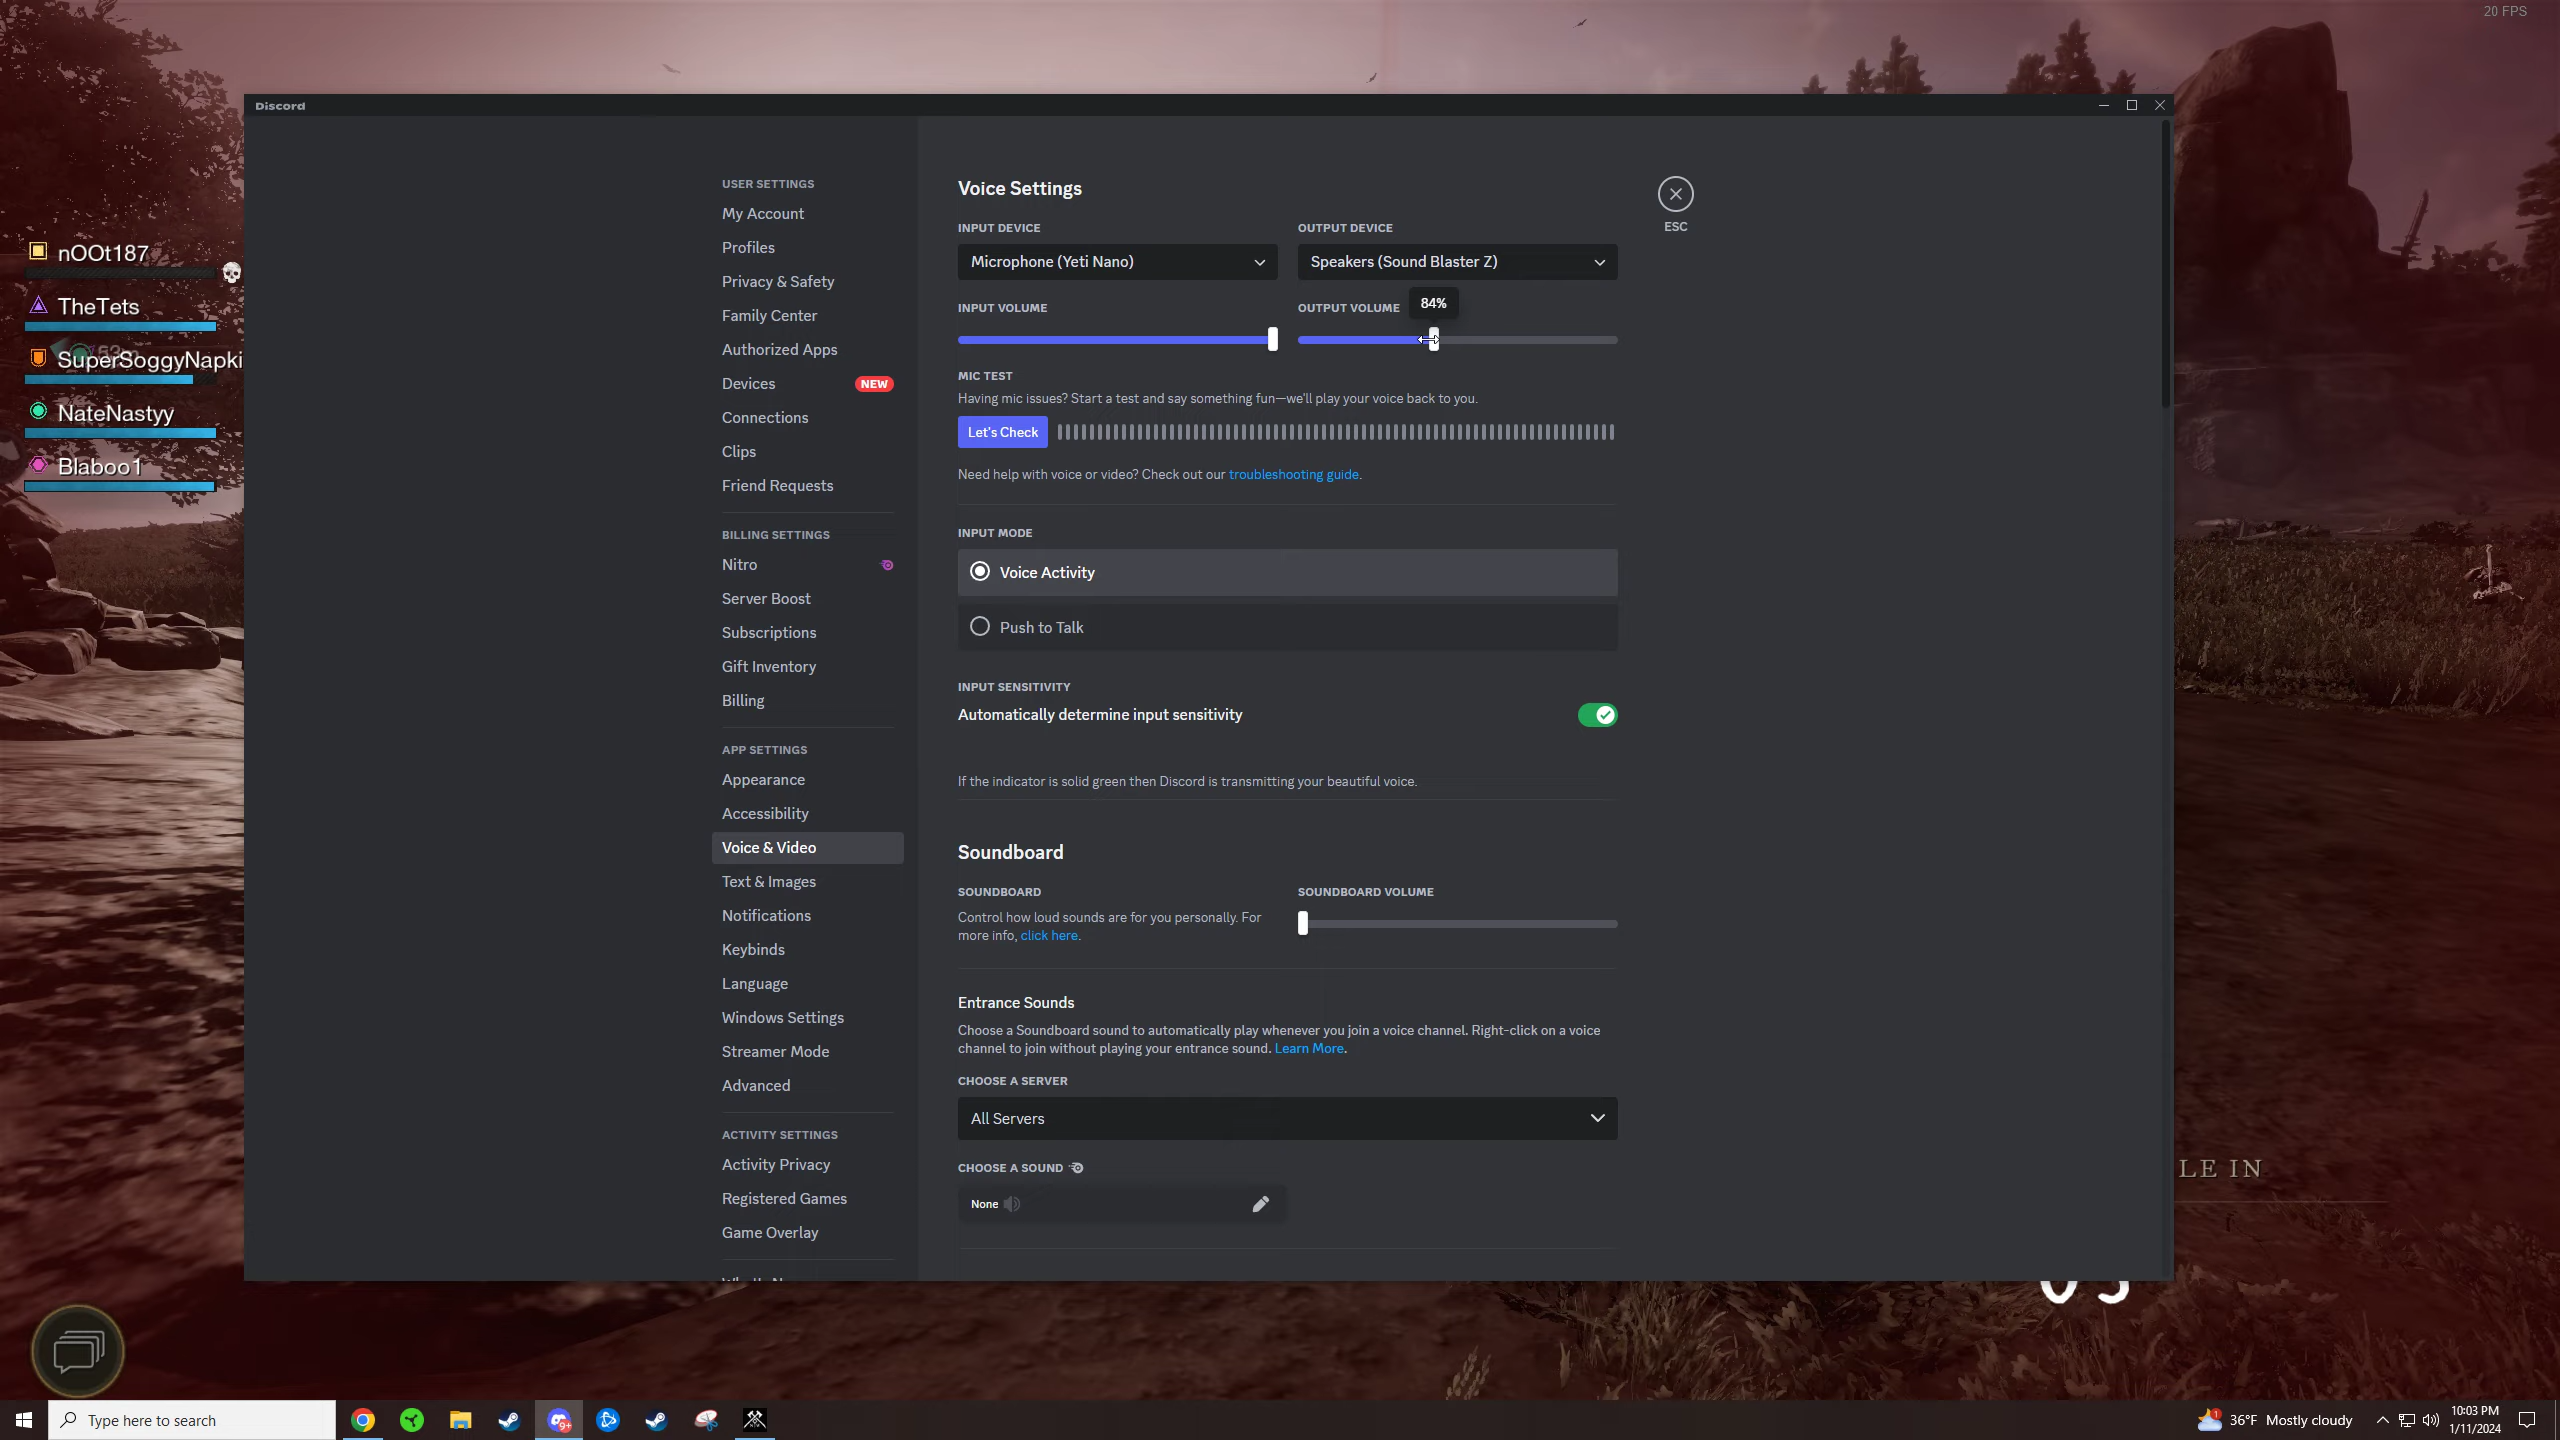 20 FPS
Discord
nOOt187
TheTets
SuperSoggyNapki
NateNastyy
Blaboo1
USER SETTINGS
My Account
Profiles
Privacy & Safety
Family Center
Authorized Apps
Devices NEW
Connections
Clips
Friend Requests
BILLING SETTINGS
Nitro
Server Boost
Subscriptions
Gift Inventory
Billing
APP SETTINGS
Appearance
Accessibility
Voice & Video
Text & Images
Notifications
Keybinds
Language
Windows Settings
Streamer Mode
Advanced
ACTIVITY SETTINGS
Activity Privacy
Registered Games
Game Overlay
Voice Settings
ESC
INPUT DEVICE OUTPUT DEVICE
Microphone (Yeti Nano) Speakers (Sound Blaster Z)
INPUT VOLUME OUTPUT VOLUME 84%
MIC TEST
Having mic issues? Start a test and say something fun—we'll play your voice back to you.
Let's Check
Need help with voice or video? Check out our troubleshooting guide.
INPUT MODE
Voice Activity
Push to Talk
INPUT SENSITIVITY
Automatically determine input sensitivity
If the indicator is solid green then Discord is transmitting your beautiful voice.
Soundboard
SOUNDBOARD SOUNDBOARD VOLUME
Control how loud sounds are for you personally. For
more info, click here.
Entrance Sounds
Choose a Soundboard sound to automatically play whenever you join a voice channel. Right-click on a voice
channel to join without playing your entrance sound. Learn More.
CHOOSE A SERVER
All Servers
CHOOSE A SOUND
None
LE IN
Type here to search
9+
1
36°F Mostly cloudy
10:03 PM
1/11/2024